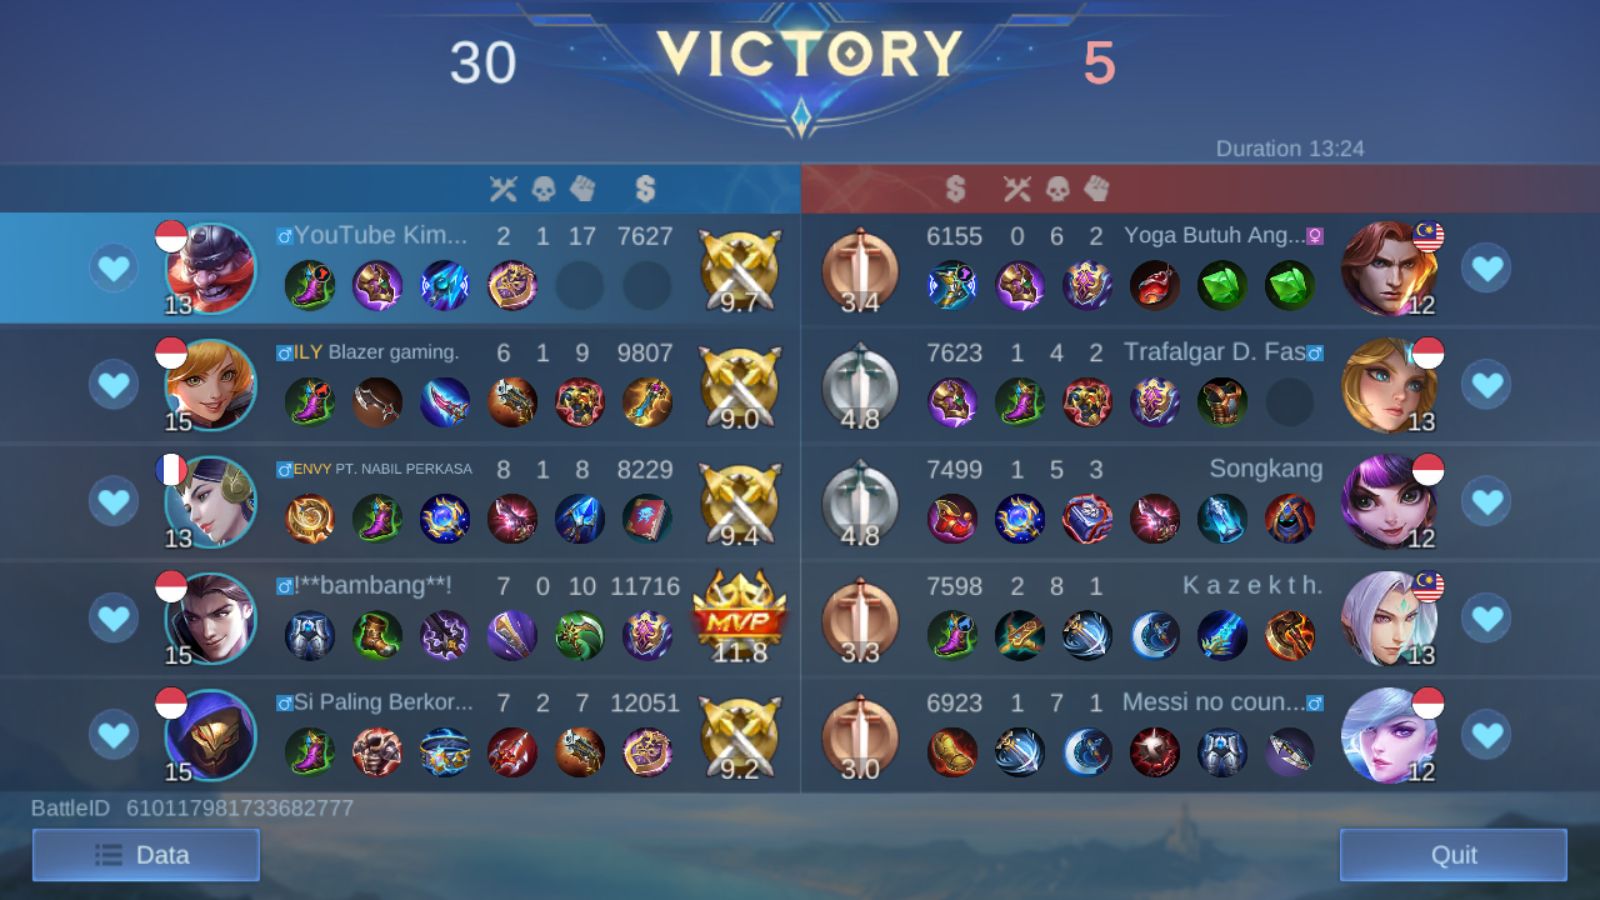 30 VICTORY 5
Duration 13:24
YouTube Kim... 2 1 17 7627
13 9.7
6155 0 6 2 Yoga Butuh Ang...
3.4 12
ILY Blazer gaming. 6 1 9 9807
15 9.0
7623 1 4 2 Trafalgar D. Fas
4.8 13
ENVY PT. NABIL PERKASA 8 1 8 8229
13 9.4
7499 1 5 3 Songkang
4.8 12
!**bambang**! 7 0 10 11716
15 MVP 11.8
7598 2 8 1 K a z e k t h.
3.3 13
Si Paling Berkor... 7 2 7 12051
15 9.2
6923 1 7 1 Messi no coun...
3.0 12
BattleID 610117981733682777
Data Quit